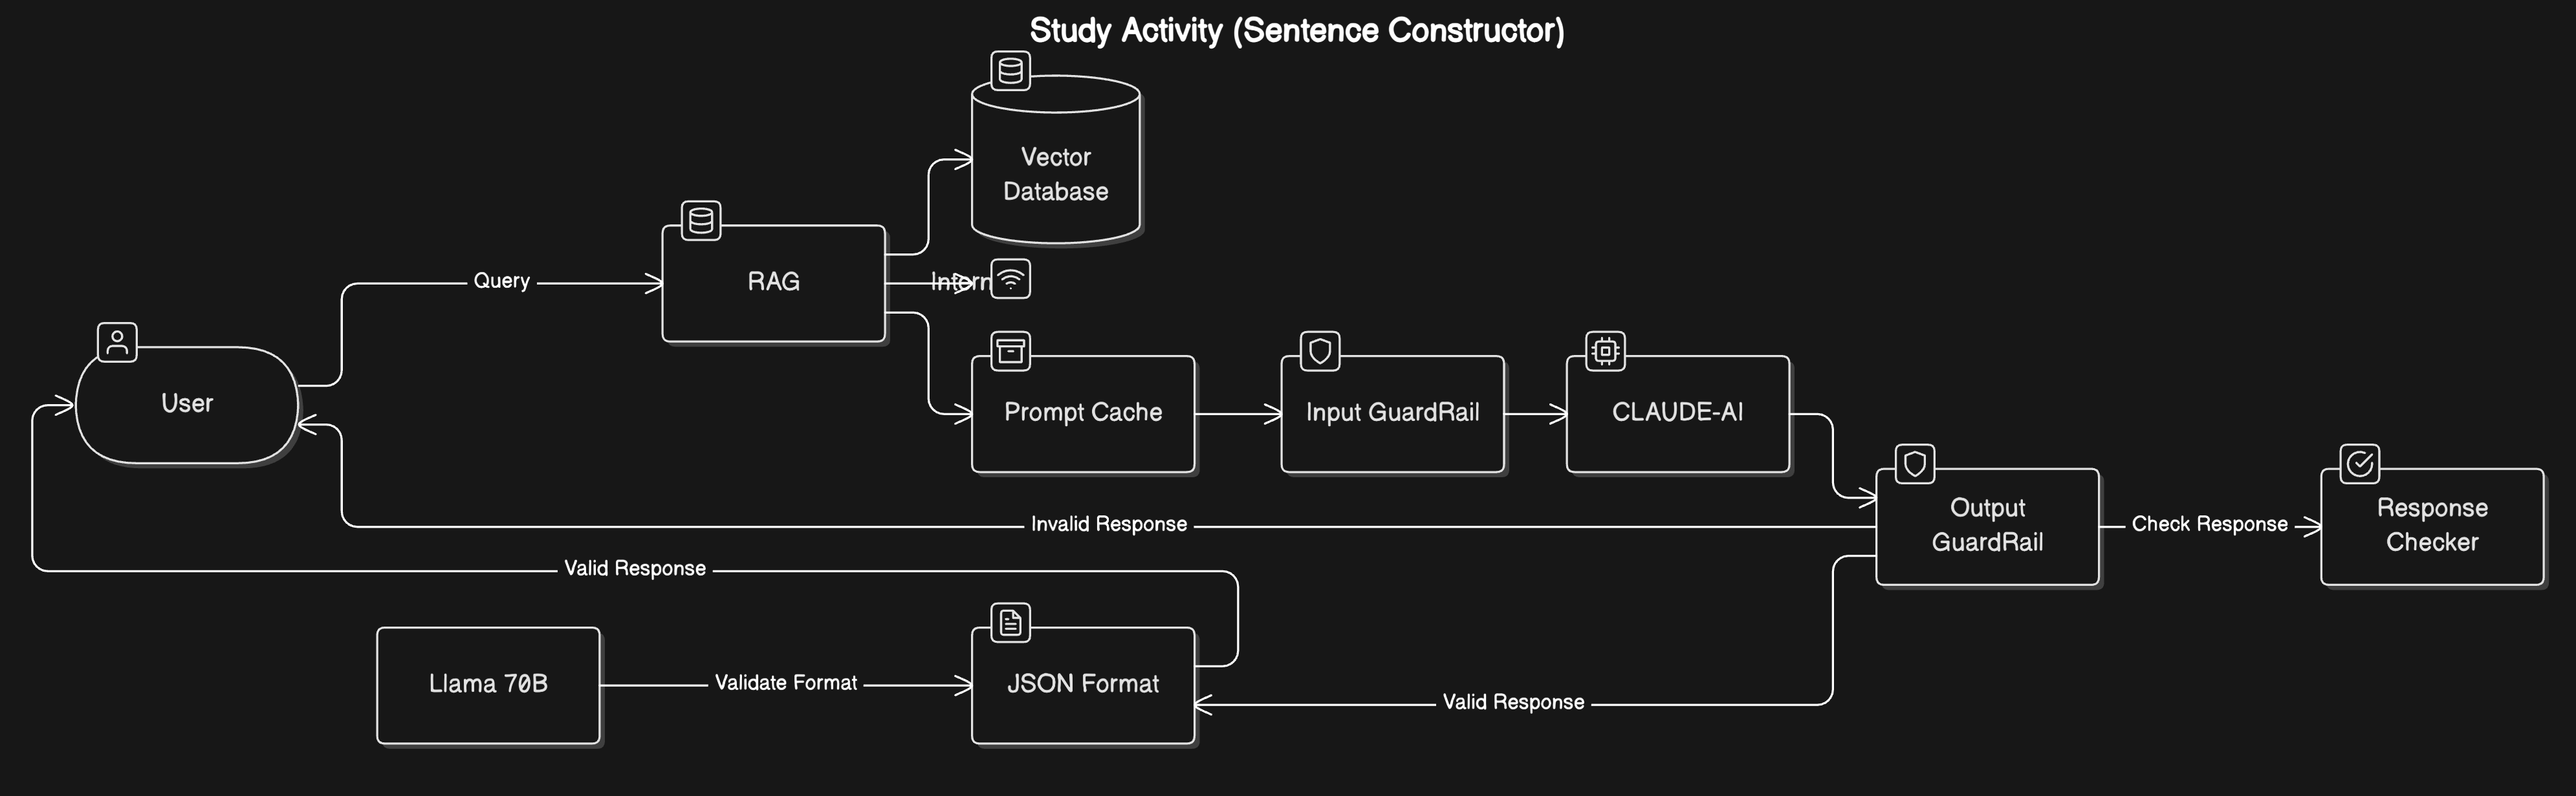 Study Activity (Sentence Constructor)
Vector
Database
Query
RAG
Intern
User
Prompt Cache
Input GuardRail
CLAUDE-AI
Output
GuardRail
Check Response
Response
Checker
Invalid Response
Valid Response
Llama 70B
Validate Format
JSON Format
Valid Response